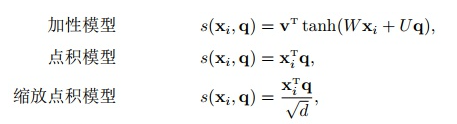 加性模型 s(𝐱ᵢ, 𝐪) = 𝐯ᵀ tanh(W𝐱ᵢ + U𝐪),
点积模型 s(𝐱ᵢ, 𝐪) = 𝐱ᵢᵀ𝐪,
缩放点积模型 s(𝐱ᵢ, 𝐪) = 𝐱ᵢᵀ𝐪 / √d,